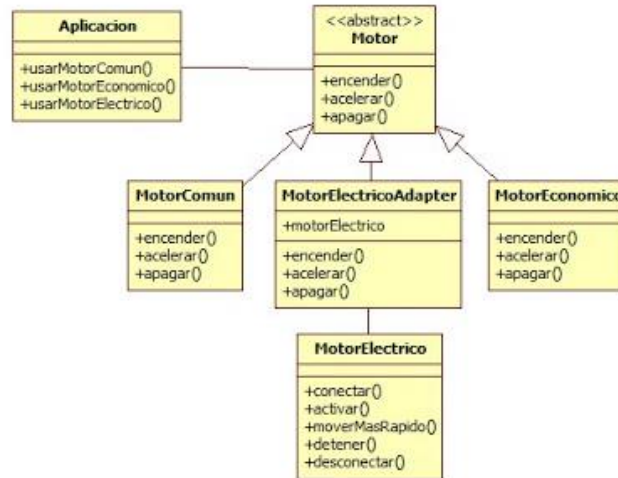 Aplicacion
+usarMotorComun()
+usarMotorEconomico()
+usarMotorElectrico()
<<abstract>>
Motor
+encender()
+acelerar()
+apagar()
MotorComun
+encender()
+acelerar()
+apagar()
MotorElectricoAdapter
+motorElectrico
+encender()
+acelerar()
+apagar()
MotorEconomico
+encender()
+acelerar()
+apagar()
MotorElectrico
+conectar()
+activar()
+moverMasRapido()
+detener()
+desconectar()